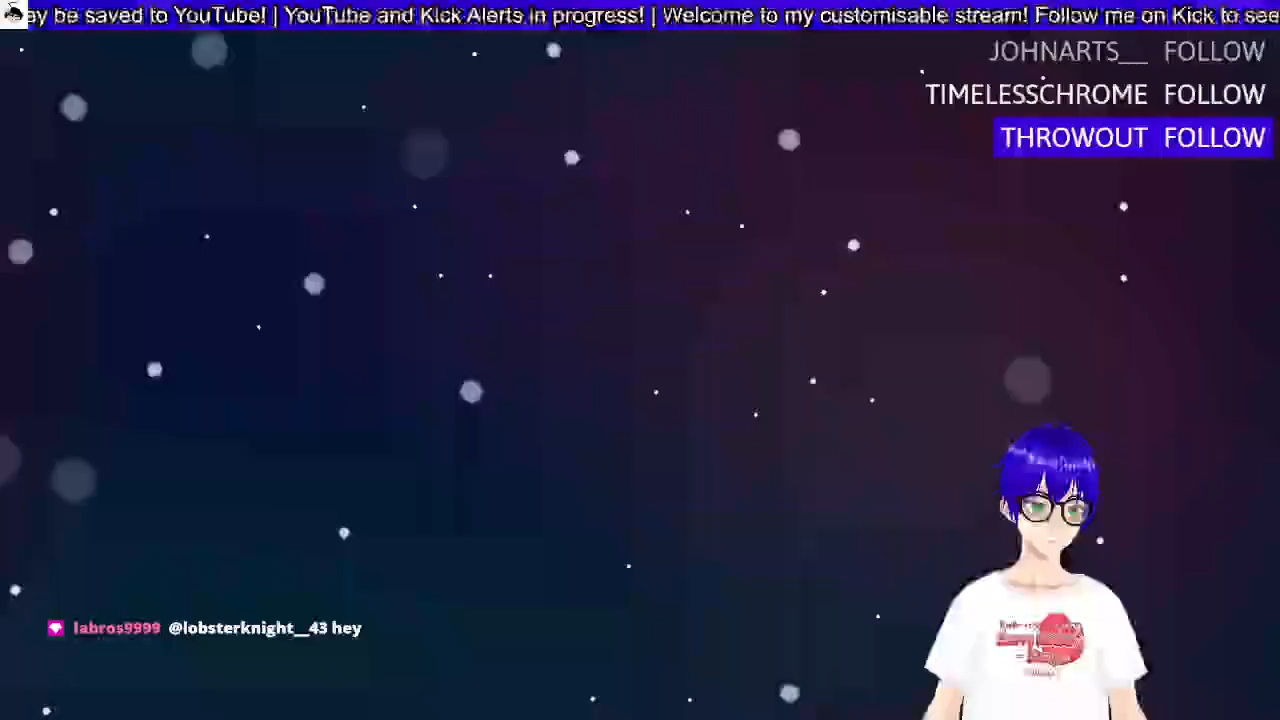 ay be saved to YouTube! | YouTube and Kick Alerts in progress! | Welcome to my customisable stream! Follow me on Kick to see
JOHNARTS__ FOLLOW
TIMELESSCHROME FOLLOW
THROWOUT FOLLOW
labros9999 @lobsterknight__43 hey